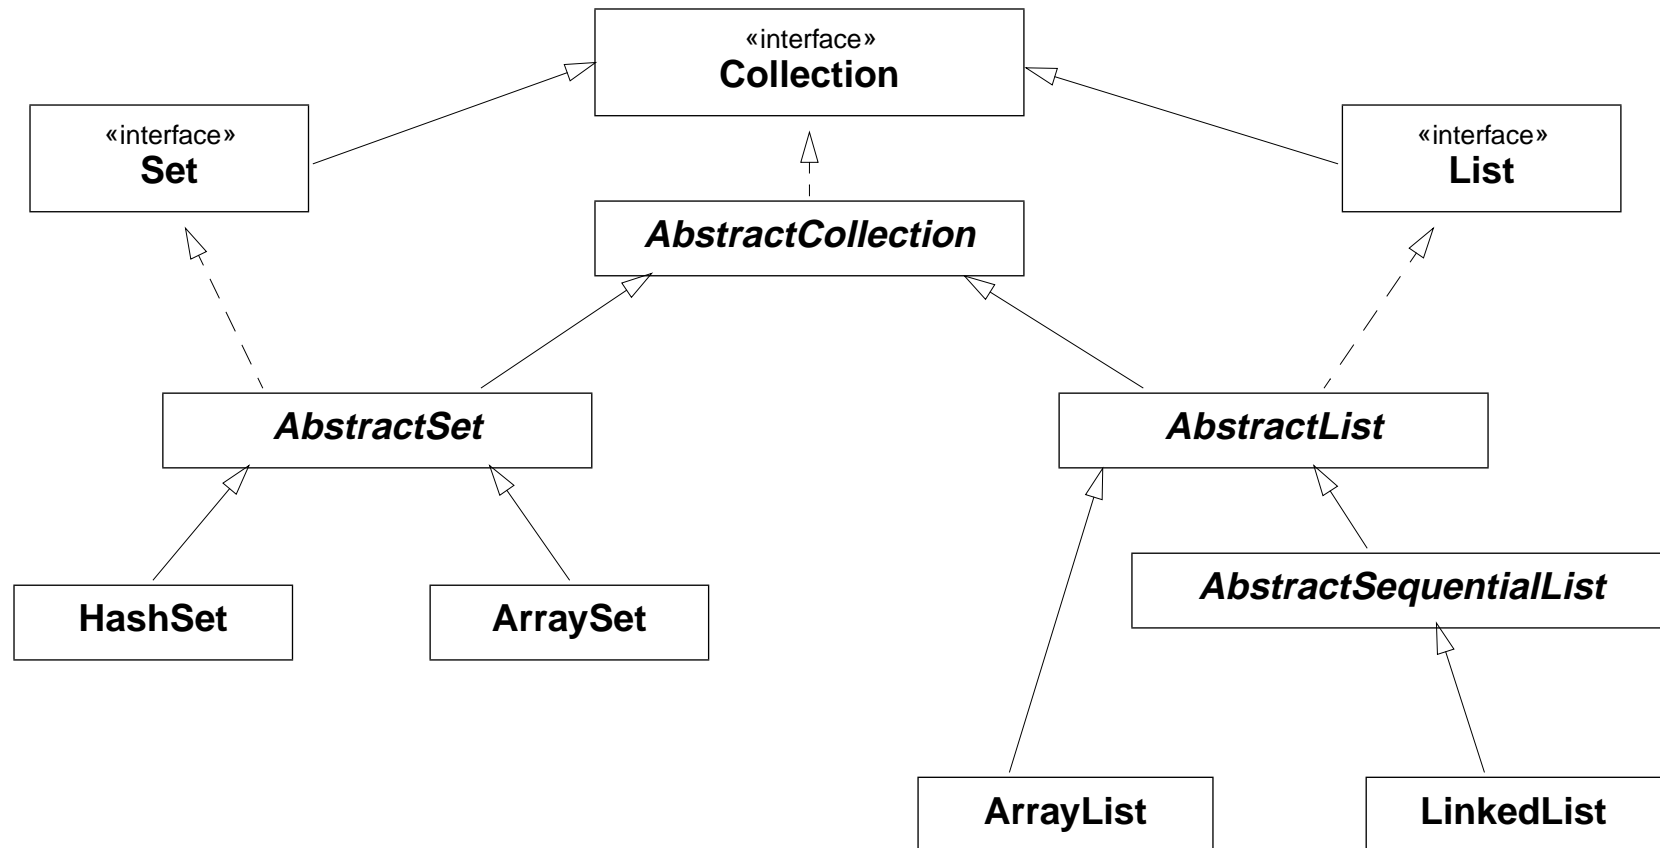 «interface»
Collection
«interface»
Set
«interface»
List
AbstractCollection
AbstractSet
AbstractList
AbstractSequentialList
HashSet
ArraySet
ArrayList
LinkedList